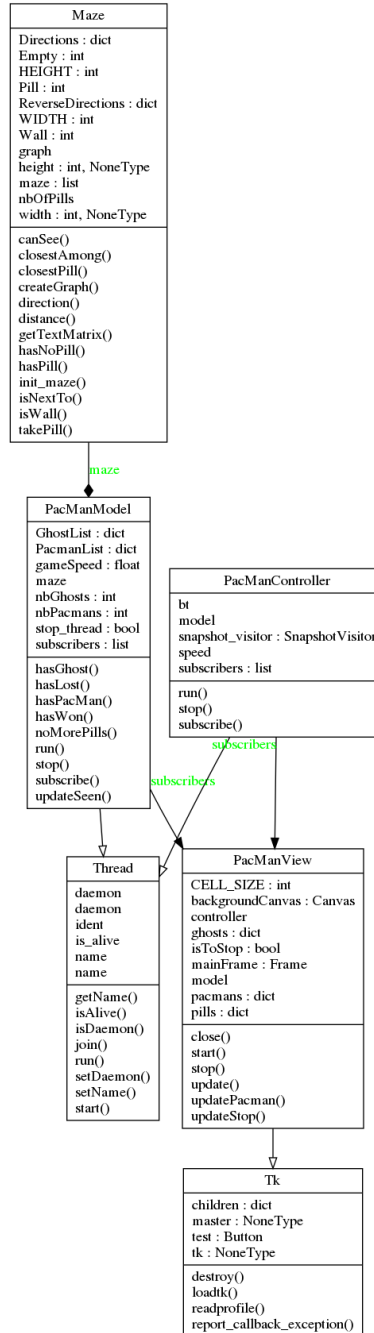 Maze
Directions : dict
Empty : int
HEIGHT : int
Pill : int
ReverseDirections : dict
WIDTH : int
Wall : int
graph
height : int, NoneType
maze : list
nbOfPills
width : int, NoneType
canSee()
closestAmong()
closestPill()
createGraph()
direction()
distance()
getTextMatrix()
hasNoPill()
hasPill()
init_maze()
isNextTo()
isWall()
takePill()
maze
PacManModel
GhostList : dict
PacmanList : dict
gameSpeed : float
maze
nbGhosts : int
nbPacmans : int
stop_thread : bool
subscribers : list
hasGhost()
hasLost()
hasPacMan()
hasWon()
noMorePills()
run()
stop()
subscribe()
updateSeen()
PacManController
bt
model
snapshot_visitor : SnapshotVisitor
speed
subscribers : list
run()
stop()
subscribe()
subscribers
subscribers
Thread
daemon
daemon
ident
is_alive
name
name
getName()
isAlive()
isDaemon()
join()
run()
setDaemon()
setName()
start()
PacManView
CELL_SIZE : int
backgroundCanvas : Canvas
controller
ghosts : dict
isToStop : bool
mainFrame : Frame
model
pacmans : dict
pills : dict
close()
start()
stop()
update()
updatePacman()
updateStop()
Tk
children : dict
master : NoneType
test : Button
tk : NoneType
destroy()
loadtk()
readprofile()
report_callback_exception()